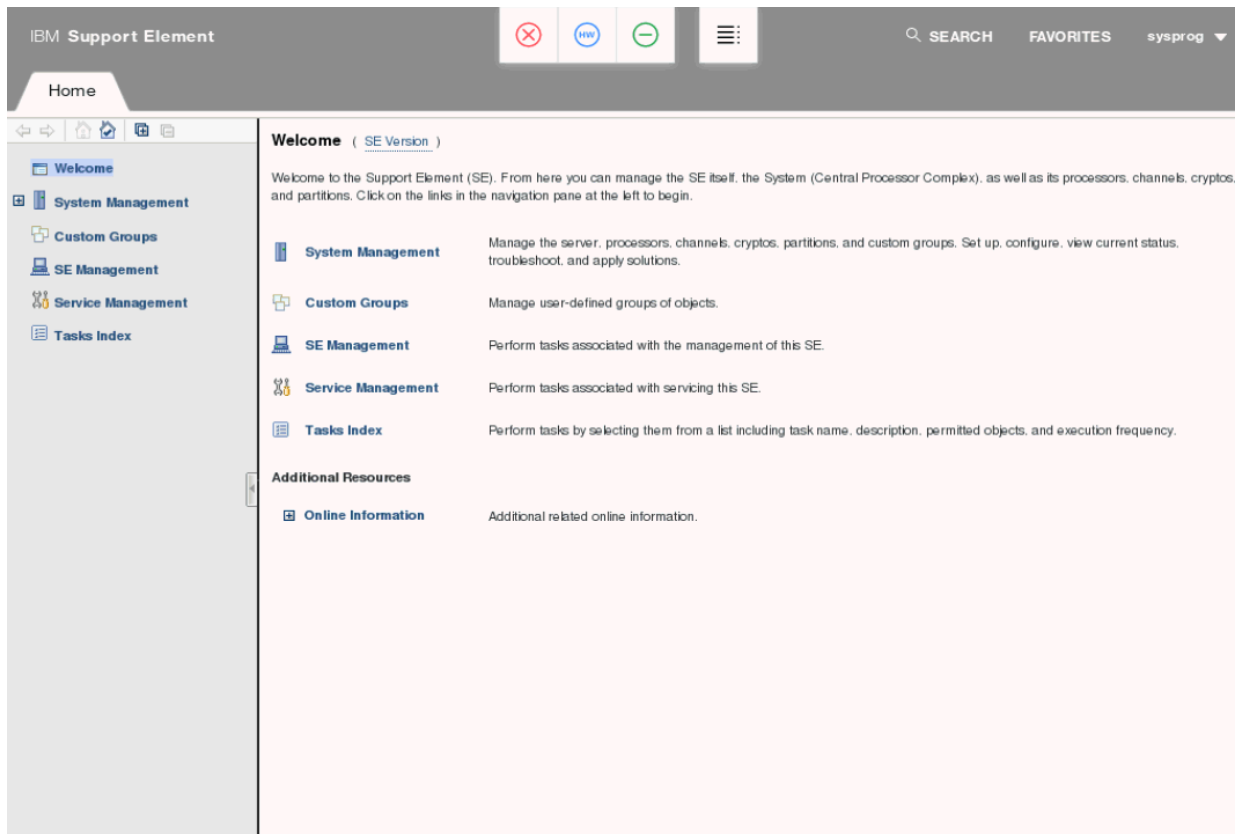 IBM Support Element
HW
SEARCH FAVORITES sysprog
Home
Welcome
System Management
Custom Groups
SE Management
Service Management
Tasks Index
Welcome ( SE Version )
Welcome to the Support Element (SE). From here you can manage the SE itself, the System (Central Processor Complex), as well as its processors, channels, cryptos,
and partitions. Click on the links in the navigation pane at the left to begin.
System Management
Manage the server, processors, channels, cryptos, partitions, and custom groups. Set up, configure, view current status,
troubleshoot, and apply solutions.
Custom Groups Manage user-defined groups of objects.
SE Management Perform tasks associated with the management of this SE.
Service Management Perform tasks associated with servicing this SE.
Tasks Index Perform tasks by selecting them from a list including task name, description, permitted objects, and execution frequency.
Additional Resources
Online Information Additional related online information.